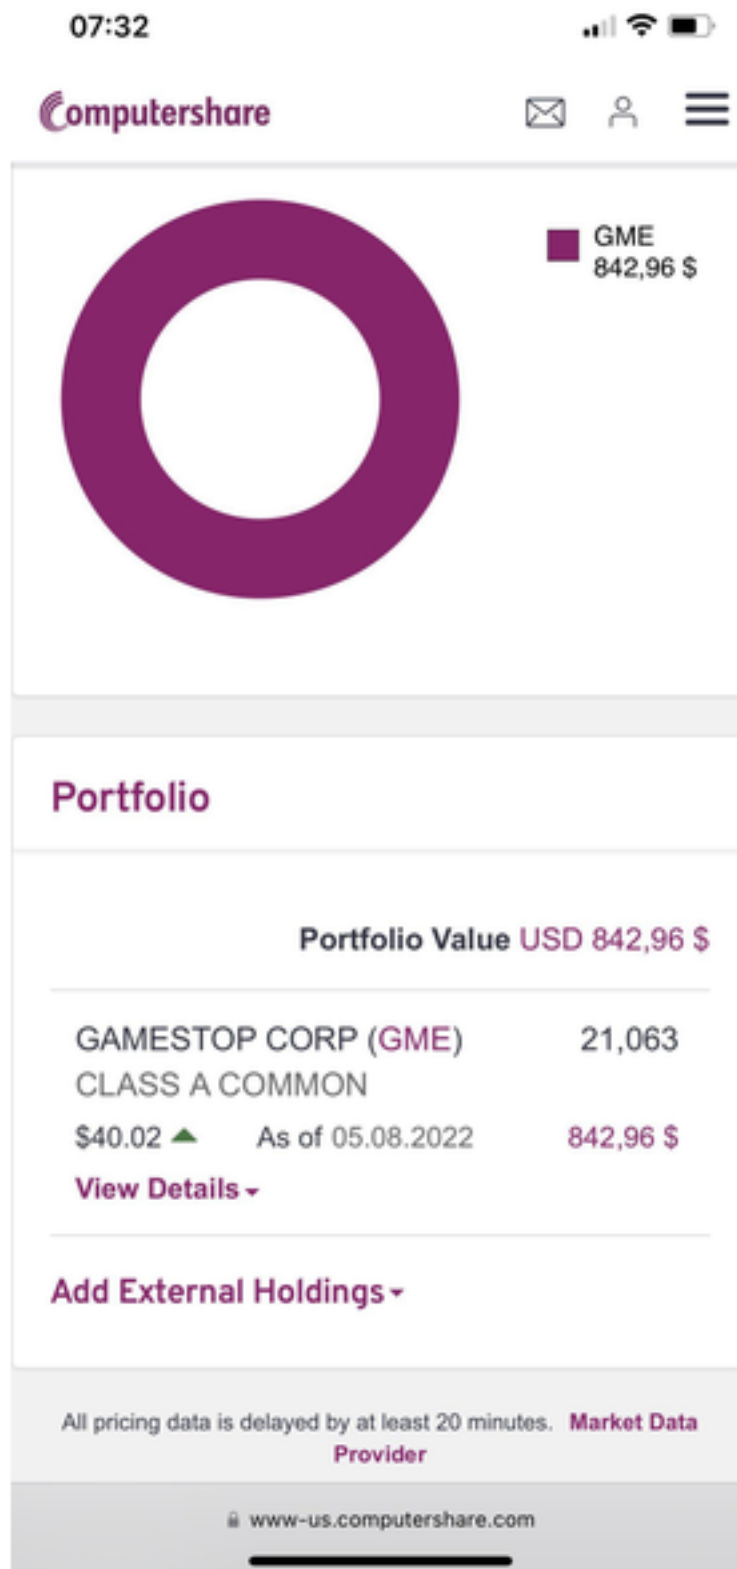 07:32
Computershare
GME
842,96 $
Portfolio
Portfolio Value USD 842,96 $
GAMESTOP CORP (GME) 21,063
CLASS A COMMON
$40.02 As of 05.08.2022 842,96 $
View Details
Add External Holdings
All pricing data is delayed by at least 20 minutes. Market Data
Provider
www-us.computershare.com